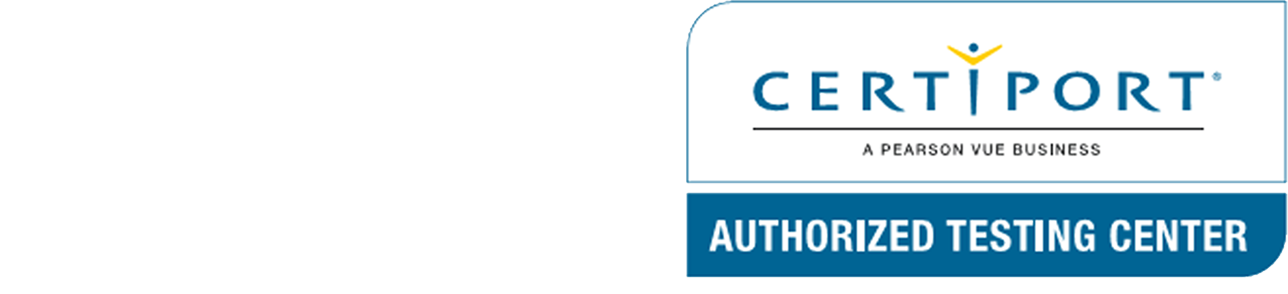 CERTIPORT®
A PEARSON VUE BUSINESS
AUTHORIZED TESTING CENTER